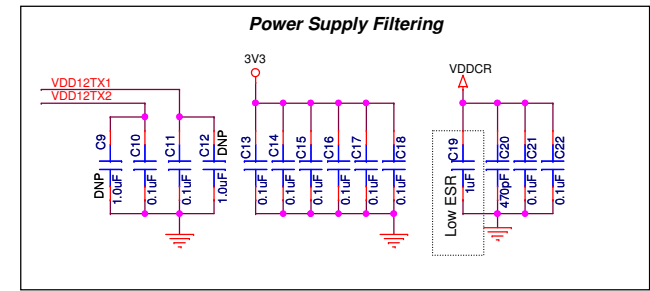 Power Supply Filtering
VDD12TX1
VDD12TX2
3V3
VDDCR
C9
DNP
1.0uF
C10
0.1uF
C11
0.1uF
C12
DNP
1.0uF
C13
0.1uF
C14
0.1uF
C15
0.1uF
C16
0.1uF
C17
0.1uF
C18
0.1uF
Low ESR
C19
1uF
C20
470pF
C21
0.1uF
C22
0.1uF